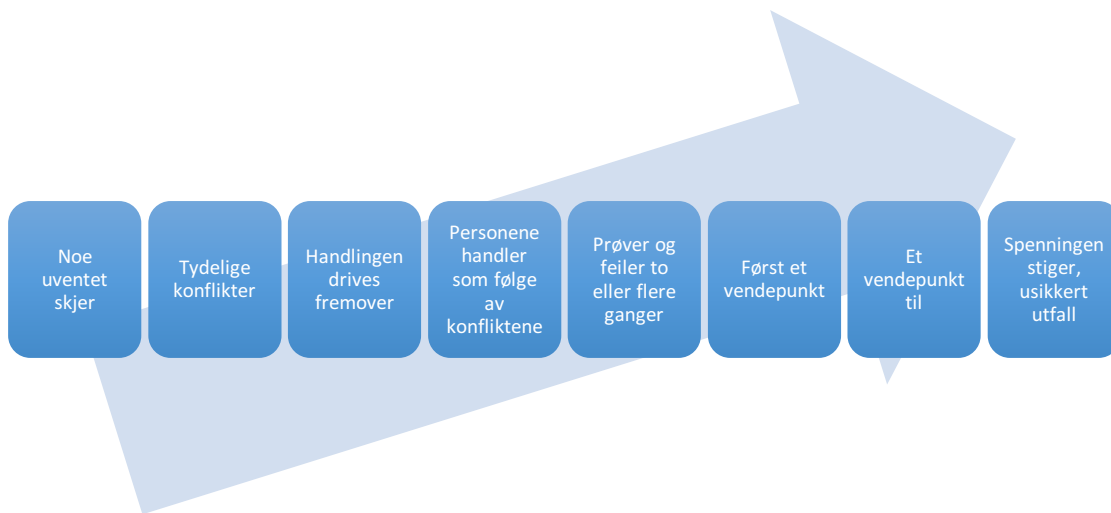 Noe
uventet
skjer
Tydelige
konflikter
Handlingen
drives
fremover
Personene
handler
som følge
av
konfliktene
Prøver og
feiler to
eller flere
ganger
Først et
vendepunkt
Et
vendepunkt
til
Spenningen
stiger,
usikkert
utfall